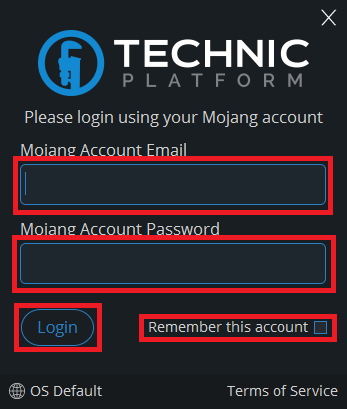 TECHNIC
PLATFORM
Please login using your Mojang account
Mojang Account Email
Mojang Account Password
Login
Remember this account
OS Default
Terms of Service